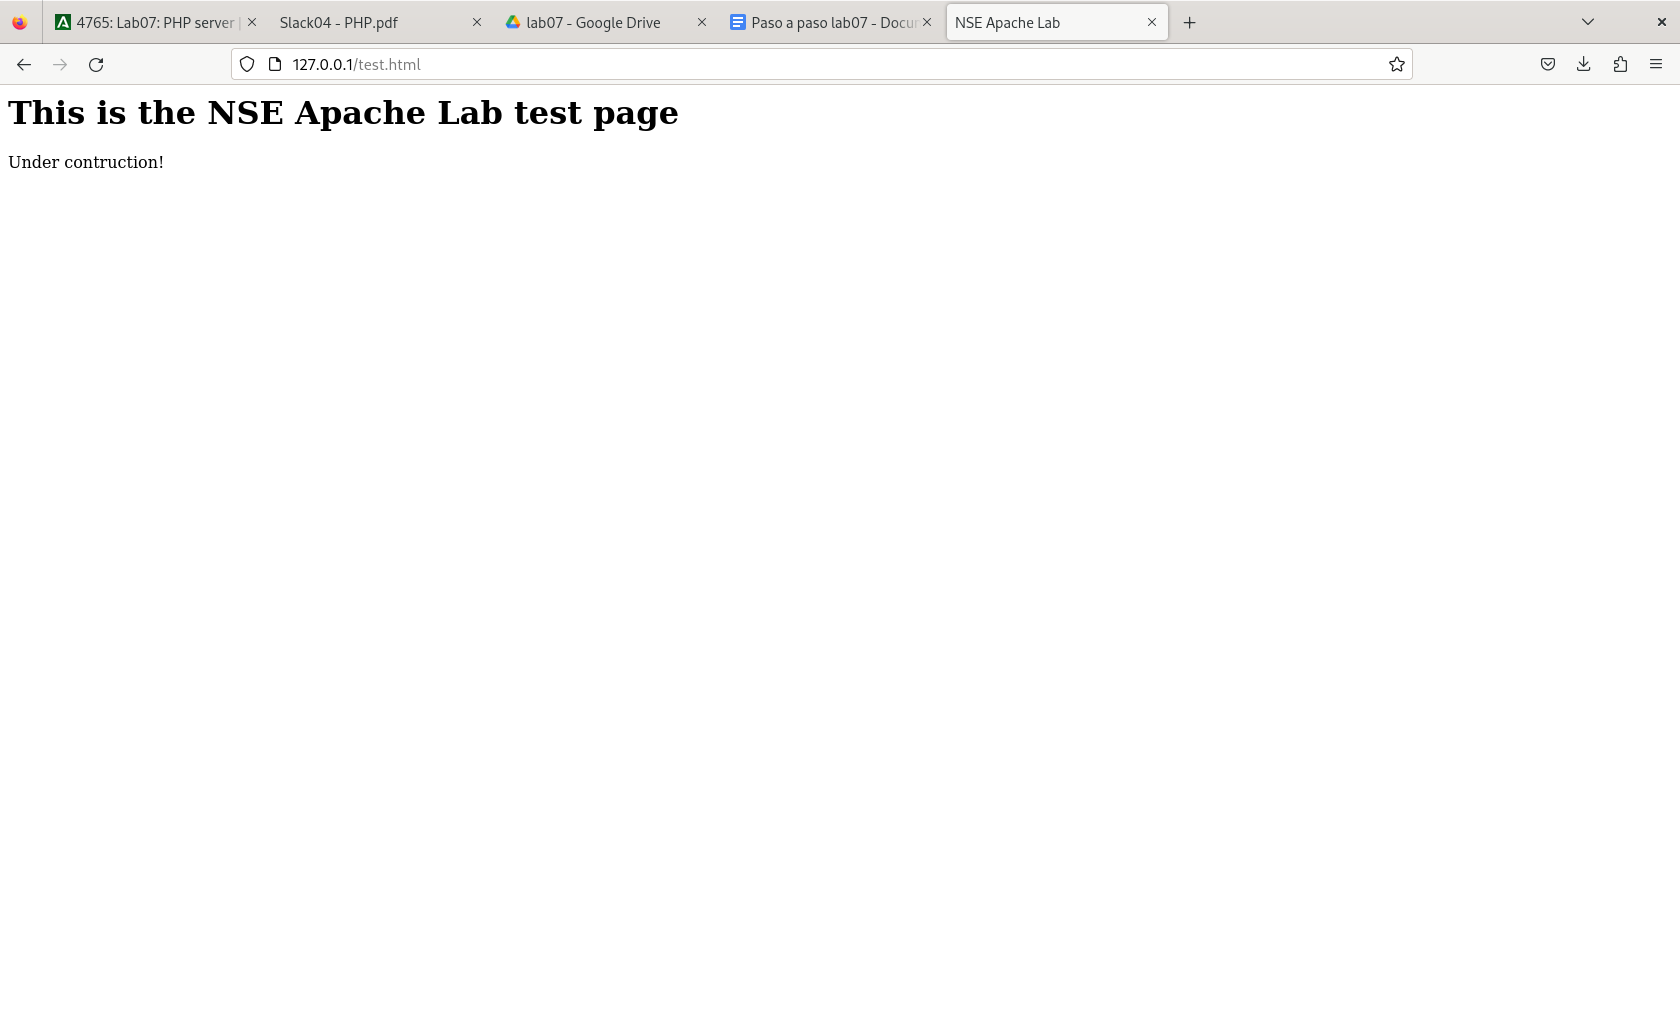 4765: Lab07: PHP server |
Slack04 - PHP.pdf
lab07 - Google Drive
Paso a paso lab07 - Docu
NSE Apache Lab
127.0.0.1/test.html
This is the NSE Apache Lab test page
Under contruction!